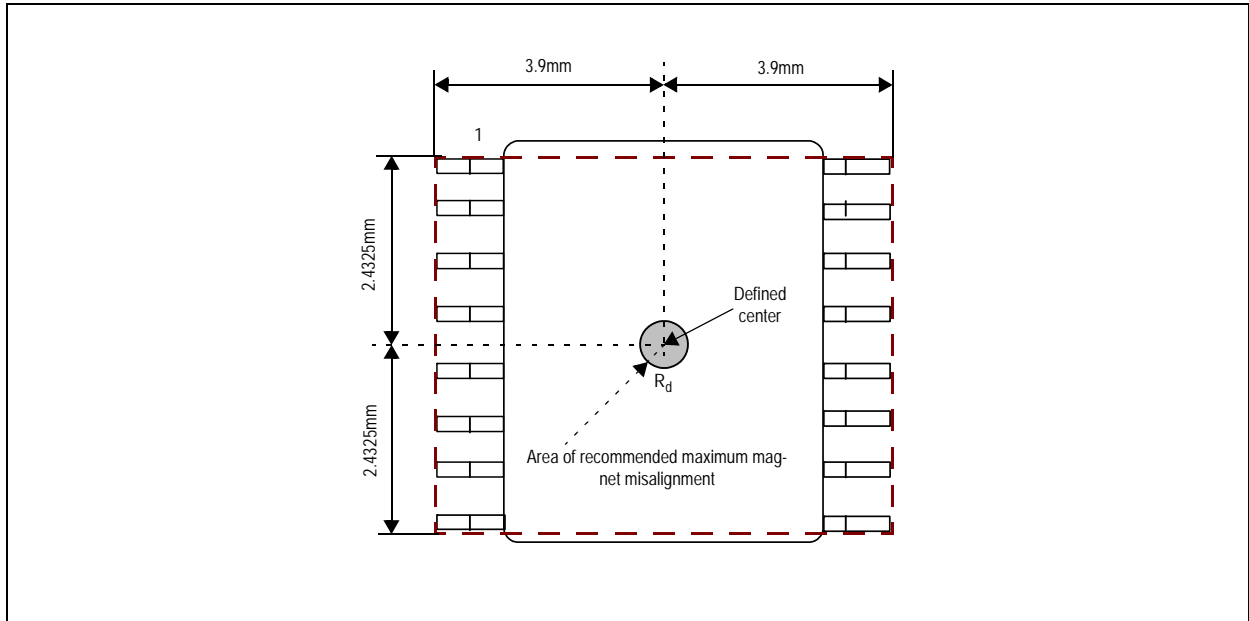 3.9mm
3.9mm
1
2.4325mm
Defined
center
R_d
2.4325mm
Area of recommended maximum mag-
net misalignment